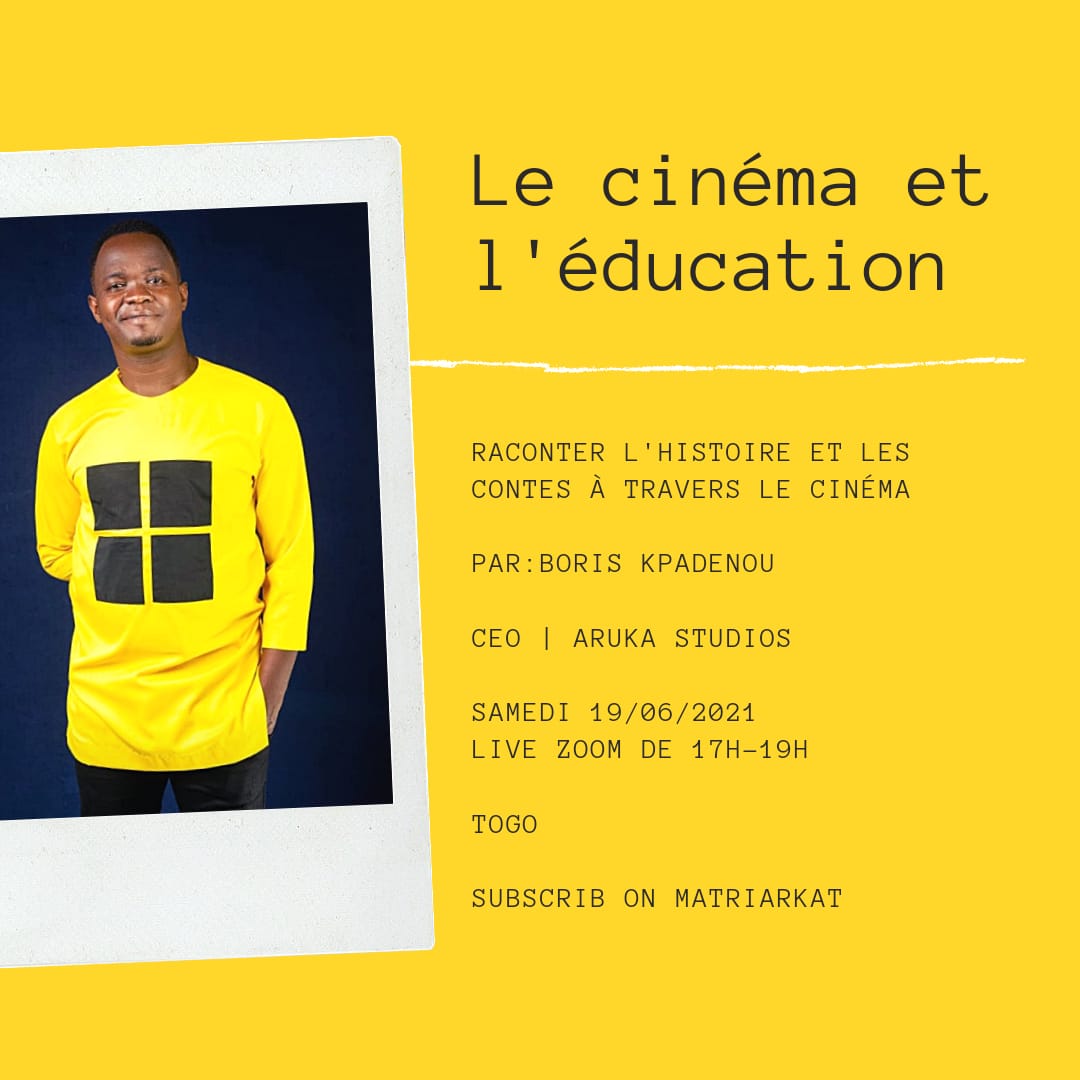 Le cinéma et
l'éducation
RACONTER L'HISTOIRE ET LES
CONTES À TRAVERS LE CINÉMA
PAR:BORIS KPADENOU
CEO | ARUKA STUDIOS
SAMEDI 19/06/2021
LIVE ZOOM DE 17H-19H
TOGO
SUBSCRIB ON MATRIARKAT